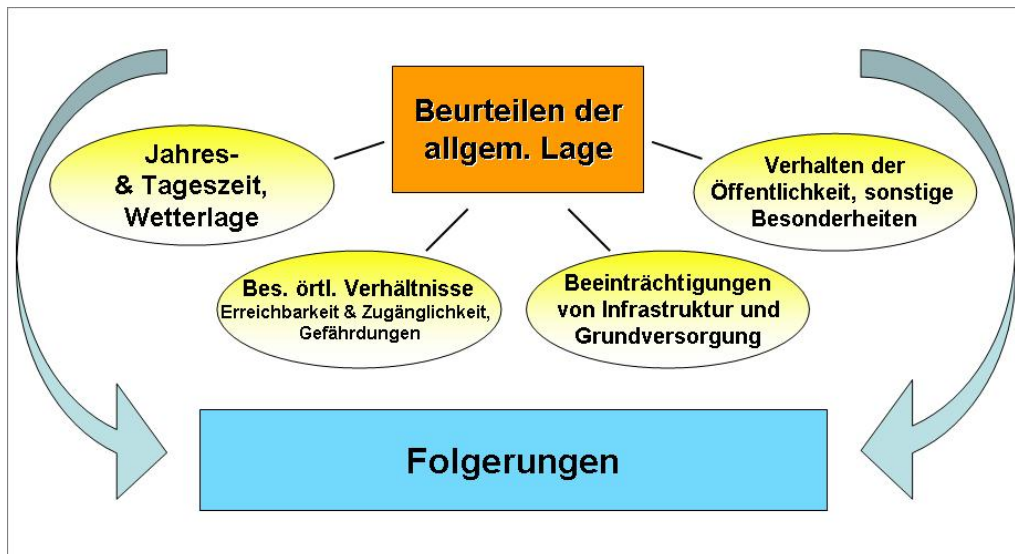 Beurteilen der
allgem. Lage
Jahres-
& Tageszeit,
Wetterlage
Verhalten der
Öffentlichkeit, sonstige
Besonderheiten
Bes. örtl. Verhältnisse
Erreichbarkeit & Zugänglichkeit,
Gefährdungen
Beeinträchtigungen
von Infrastruktur und
Grundversorgung
Folgerungen